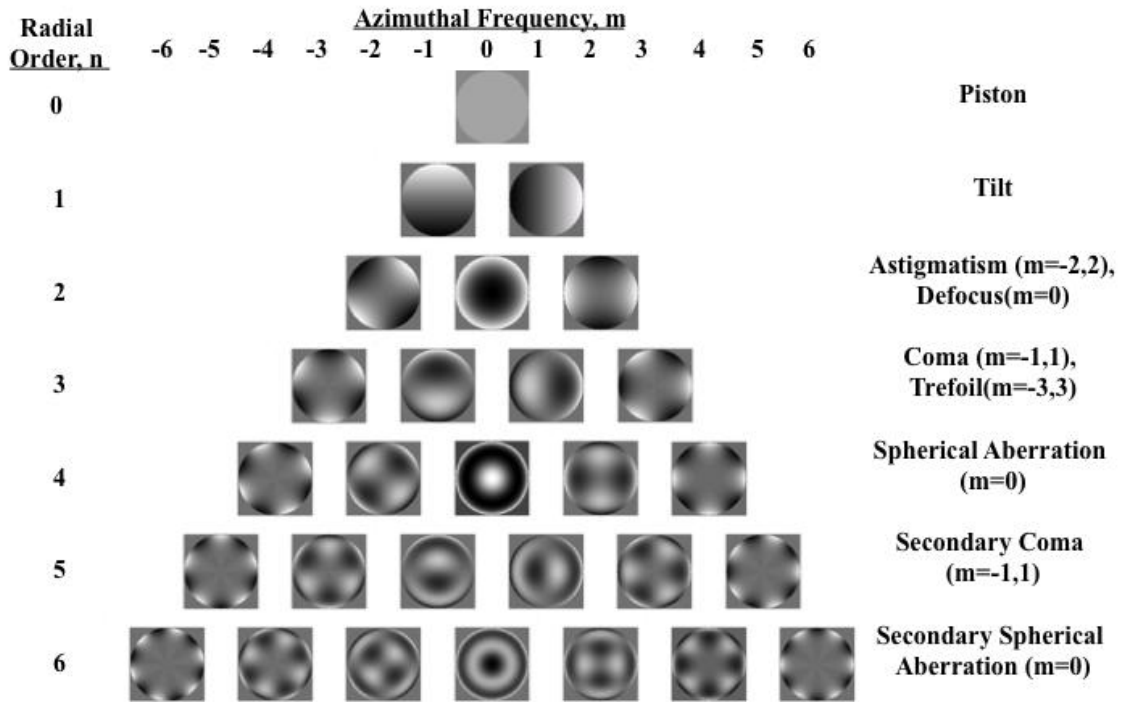 Azimuthal Frequency, m
Radial
Order, n
-6 -5 -4 -3 -2 -1 0 1 2 3 4 5 6
0
Piston
1
Tilt
2
Astigmatism (m=-2,2),
Defocus(m=0)
3
Coma (m=-1,1),
Trefoil(m=-3,3)
4
Spherical Aberration
(m=0)
5
Secondary Coma
(m=-1,1)
6
Secondary Spherical
Aberration (m=0)